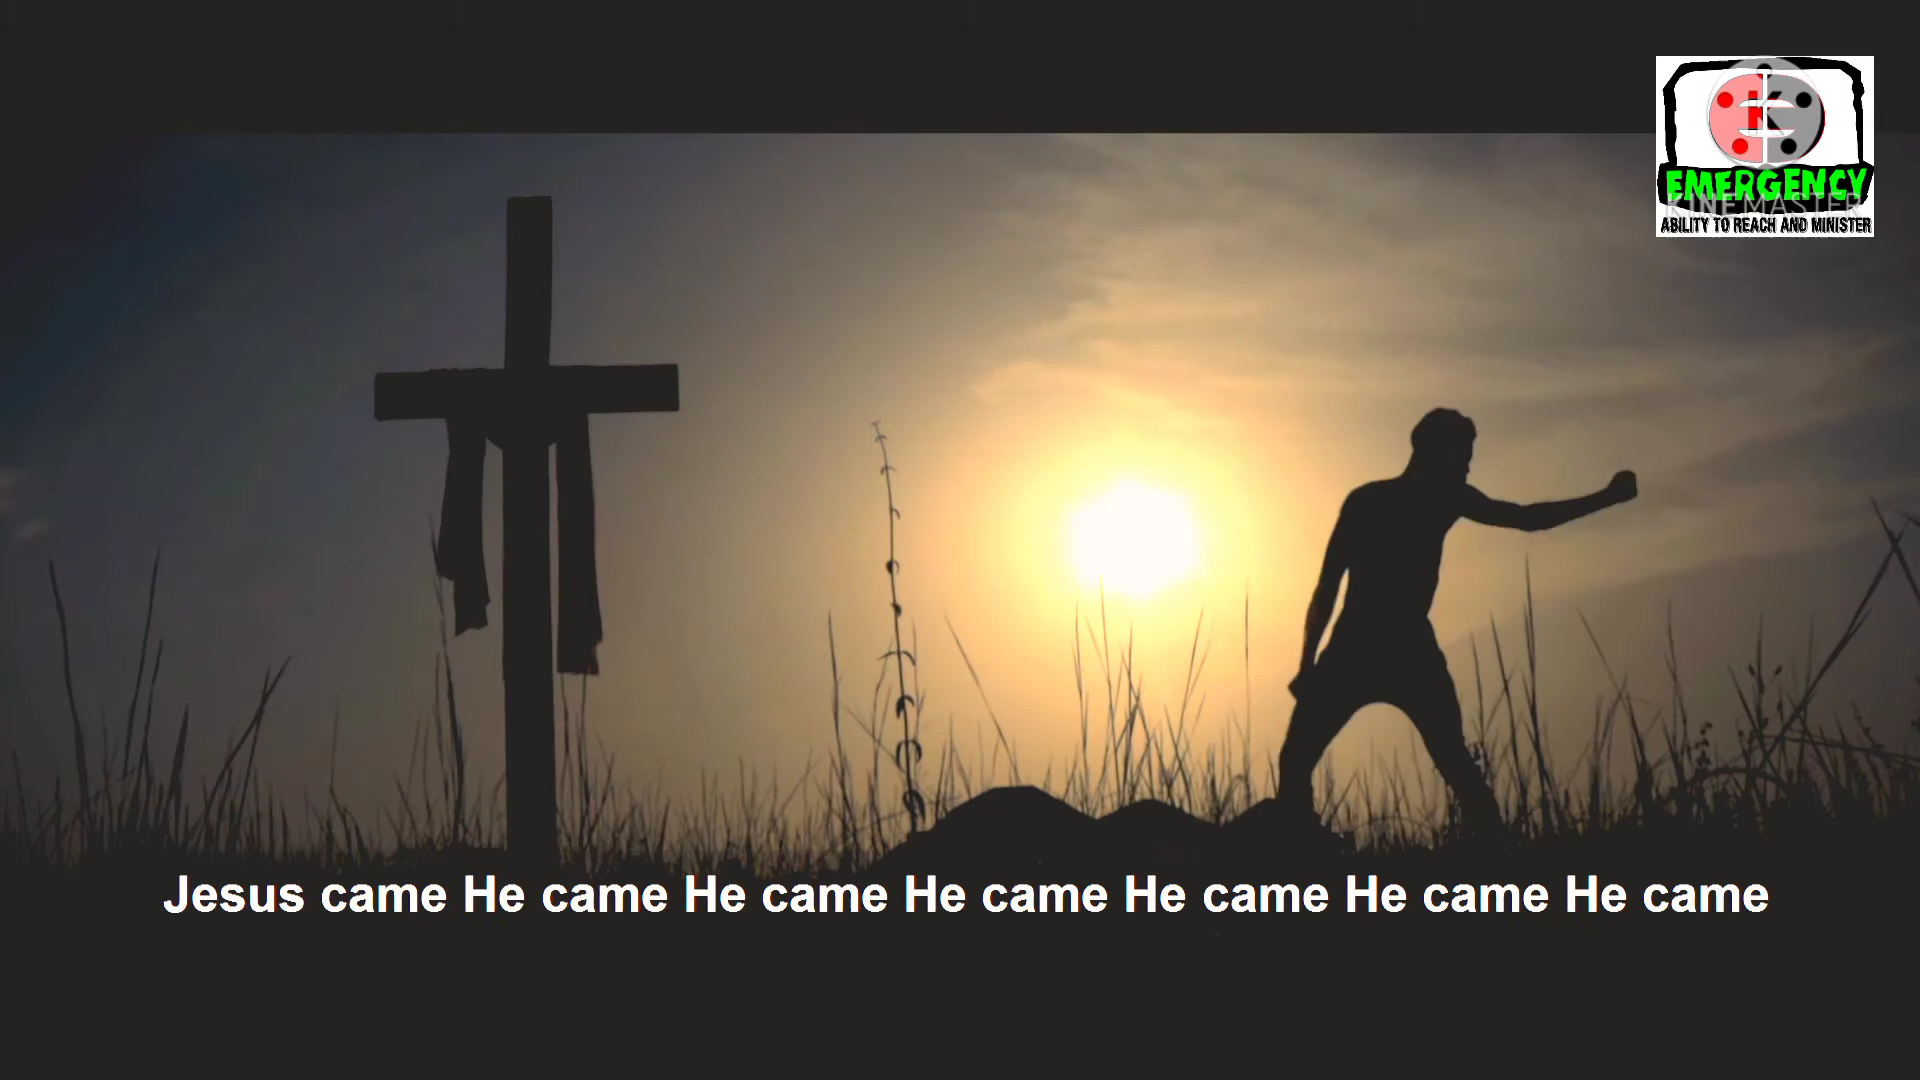 K
EMERGENCY
KINEMASTER
ABILITY TO REACH AND MINISTER
Jesus came He came He came He came He came He came He came